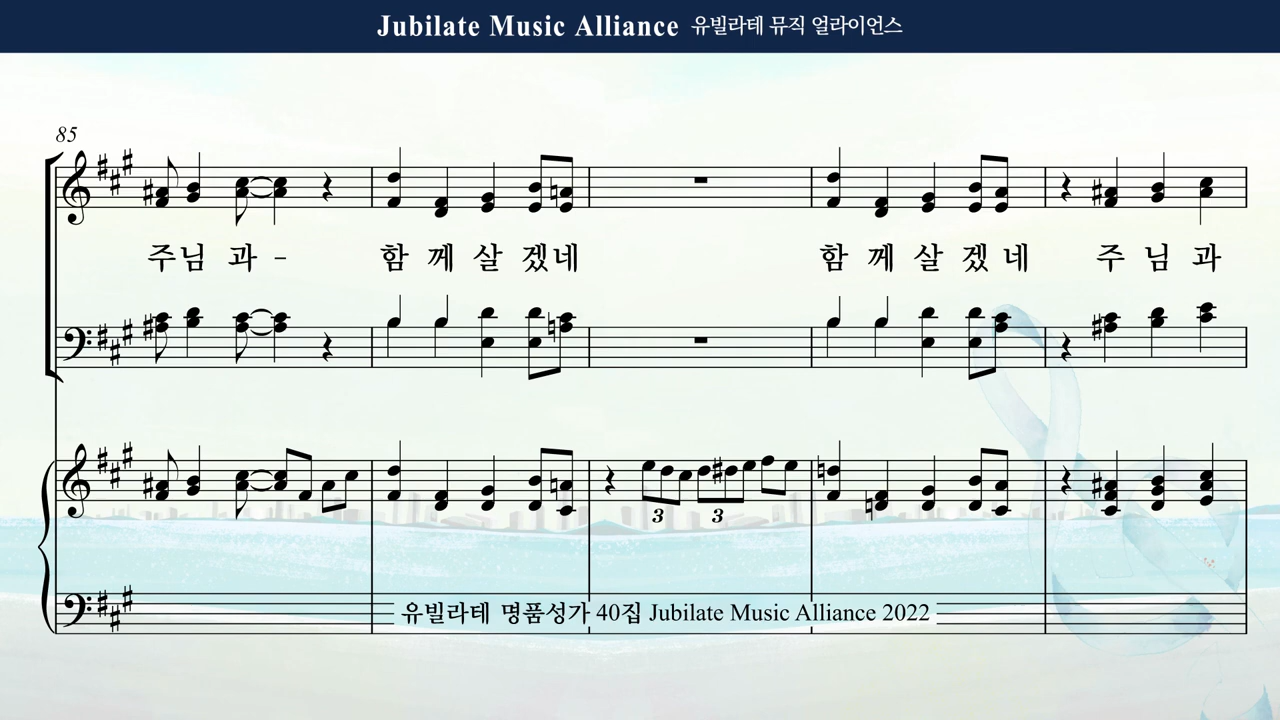 Jubilate Music Alliance 유빌라테 뮤직 얼라이언스
85
주님 과 - 함 께 살 겠네 함 께 살 겠 네 주 님 과
3 3
유빌라테 명품성가 40집 Jubilate Music Alliance 2022